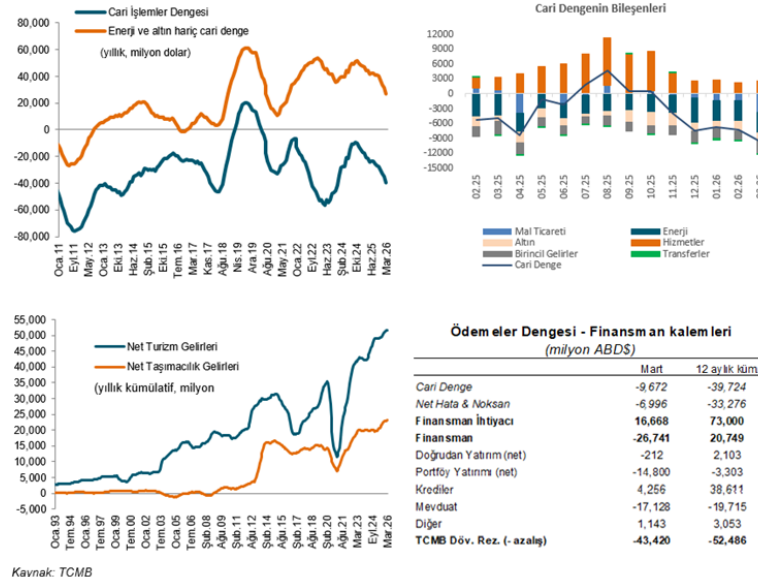 Cari İşlemler Dengesi
Enerji ve altın hariç cari denge
(yıllık, milyon dolar)
80,000
60,000
40,000
20,000
0
-20,000
-40,000
-60,000
-80,000
Oca.11
Eyl.11
May.12
Oca.13
Eki.13
Haz.14
Şub.15
Eki.15
Tem.16
Mar.17
Kas.17
Ağu.18
Nis.19
Ara.19
Ağu.20
May.21
Oca.22
Eyl.22
Haz.23
Şub.24
Eki.24
Haz.25
Mar.26
Cari Dengenin Bileşenleri
12000
9000
6000
3000
0
-3000
-6000
-9000
-12000
-15000
02.25
03.25
04.25
05.25
06.25
07.25
08.25
09.25
10.25
11.25
12.25
01.26
02.26
Mal Ticareti
Enerji
Altın
Hizmetler
Birincil Gelirler
Transferler
Cari Denge
55,000
50,000
45,000
40,000
35,000
30,000
25,000
20,000
15,000
10,000
5,000
0
-5,000
Net Turizm Gelirleri
Net Taşımacılık Gelirleri
(yıllık kümülatif, milyon
Oca.93
Tem.94
Oca.96
Tem.97
Oca.99
Tem.00
Oca.02
Tem.03
Oca.05
Tem.06
Şub.08
Ağu.09
Şub.11
Ağu.12
Şub.14
Ağu.15
Şub.17
Ağu.18
Şub.20
Ağu.21
Mar.23
Eyl.24
Mar.26
Ödemeler Dengesi - Finansman kalemleri
(milyon ABD$)
Mart 12 aylık küm
Cari Denge -9,672 -39,724
Net Hata & Noksan -6,996 -33,276
Finansman İhtiyacı 16,668 73,000
Finansman -26,741 20,749
Doğrudan Yatırım (net) -212 2,103
Portföy Yatırımı (net) -14,800 -3,303
Krediler 4,256 38,611
Mevduat -17,128 -19,715
Diğer 1,143 3,053
TCMB Döv. Rez. (- azalış) -43,420 -52,486
Kaynak: TCMB